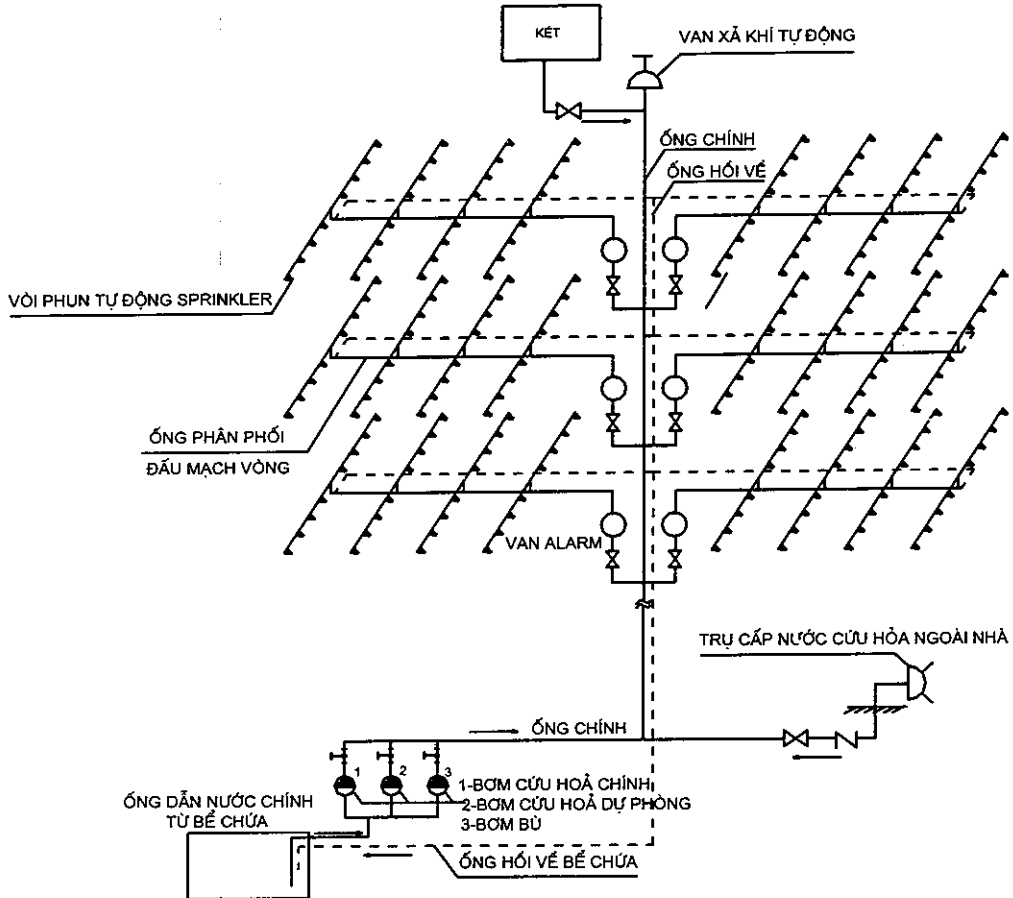 KÉT
VAN XẢ KHÍ TỰ ĐỘNG
ỐNG CHÍNH
ỐNG HỒI VỀ
VÒI PHUN TỰ ĐỘNG SPRINKLER
ỐNG PHÂN PHỐI
ĐẤU MẠCH VÒNG
VAN ALARM
TRỤ CẤP NƯỚC CỨU HỎA NGOÀI NHÀ
ỐNG CHÍNH
1
2
3
1-BƠM CỨU HOẢ CHÍNH
2-BƠM CỨU HOẢ DỰ PHÒNG
3-BƠM BÙ
ỐNG DẪN NƯỚC CHÍNH
TỪ BỂ CHỨA
ỐNG HỒI VỀ BỂ CHỨA